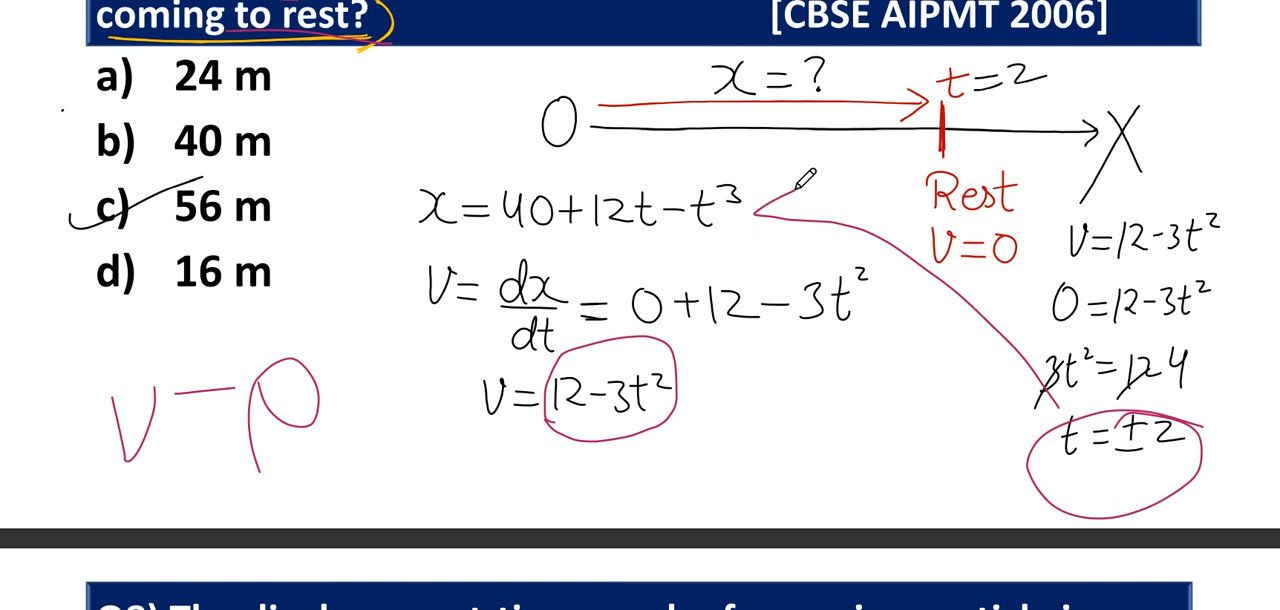 coming to rest? [CBSE AIPMT 2006]
a) 24 m
b) 40 m
c) 56 m
d) 16 m
x = ?
t = 2
O
X
Rest
V = 0
x = 40 + 12t - t³
V = dx/dt = 0 + 12 - 3t²
V = 12 - 3t²
V = 12 - 3t²
0 = 12 - 3t²
3t² = 12 4
t = ±2